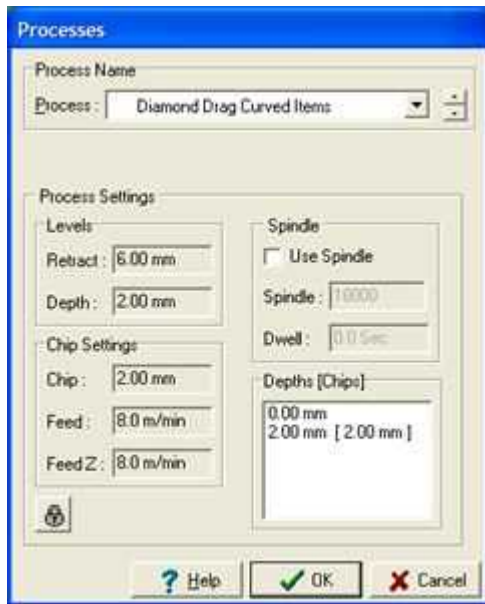 Processes
Process Name
Process : Diamond Drag Curved Items
Process Settings
Levels
Retract : 6.00 mm
Depth : 2.00 mm
Chip Settings
Chip : 2.00 mm
Feed : 8.0 m/min
Feed Z : 8.0 m/min
Spindle
Use Spindle
Spindle : 10000
Dwell : 0.0 Sec
Depths [Chips]
0.00 mm
2.00 mm [ 2.00 mm ]
? Help
OK
Cancel